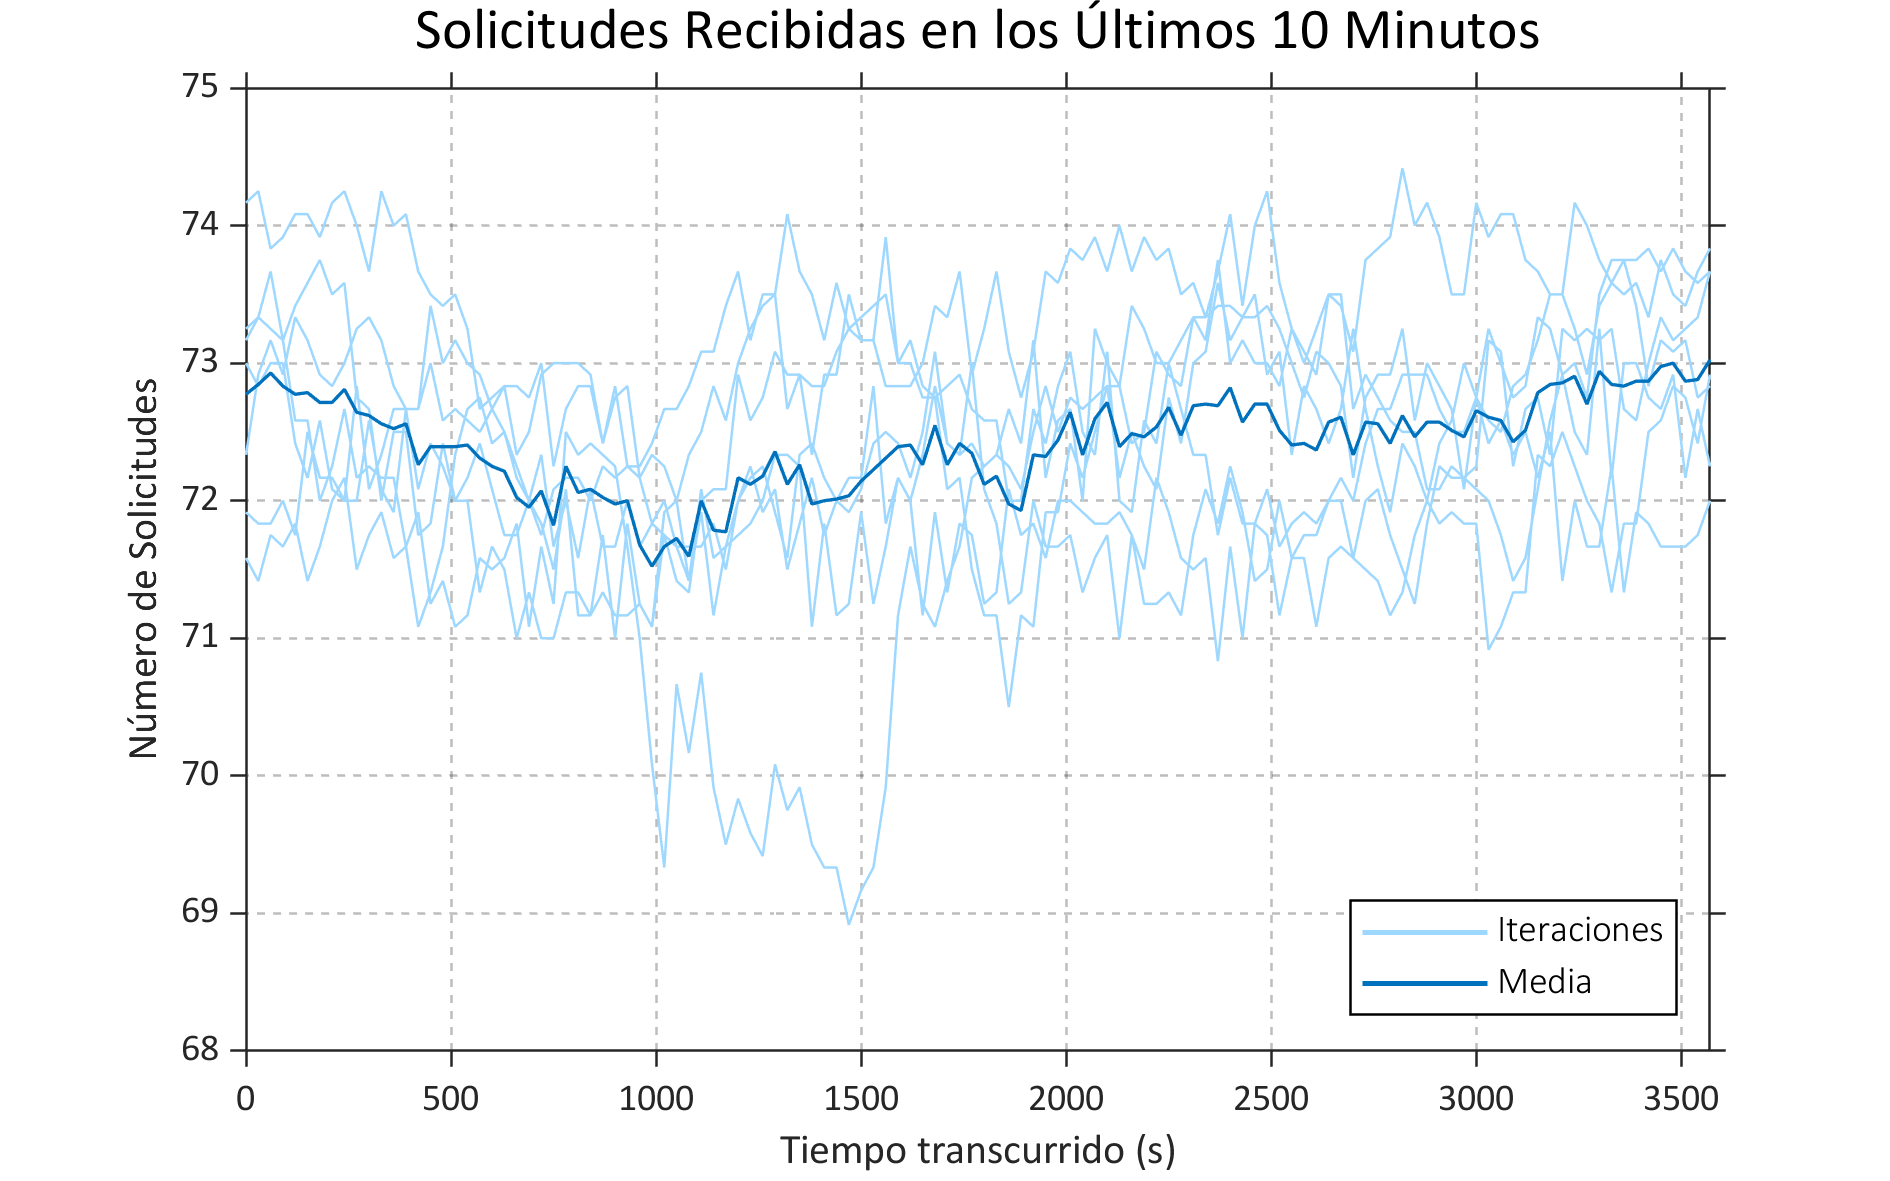 Solicitudes Recibidas en los Últimos 10 Minutos
75
74
73
72
71
70
69
68
Número de Solicitudes
Iteraciones
Media
0 500 1000 1500 2000 2500 3000 3500
Tiempo transcurrido (s)